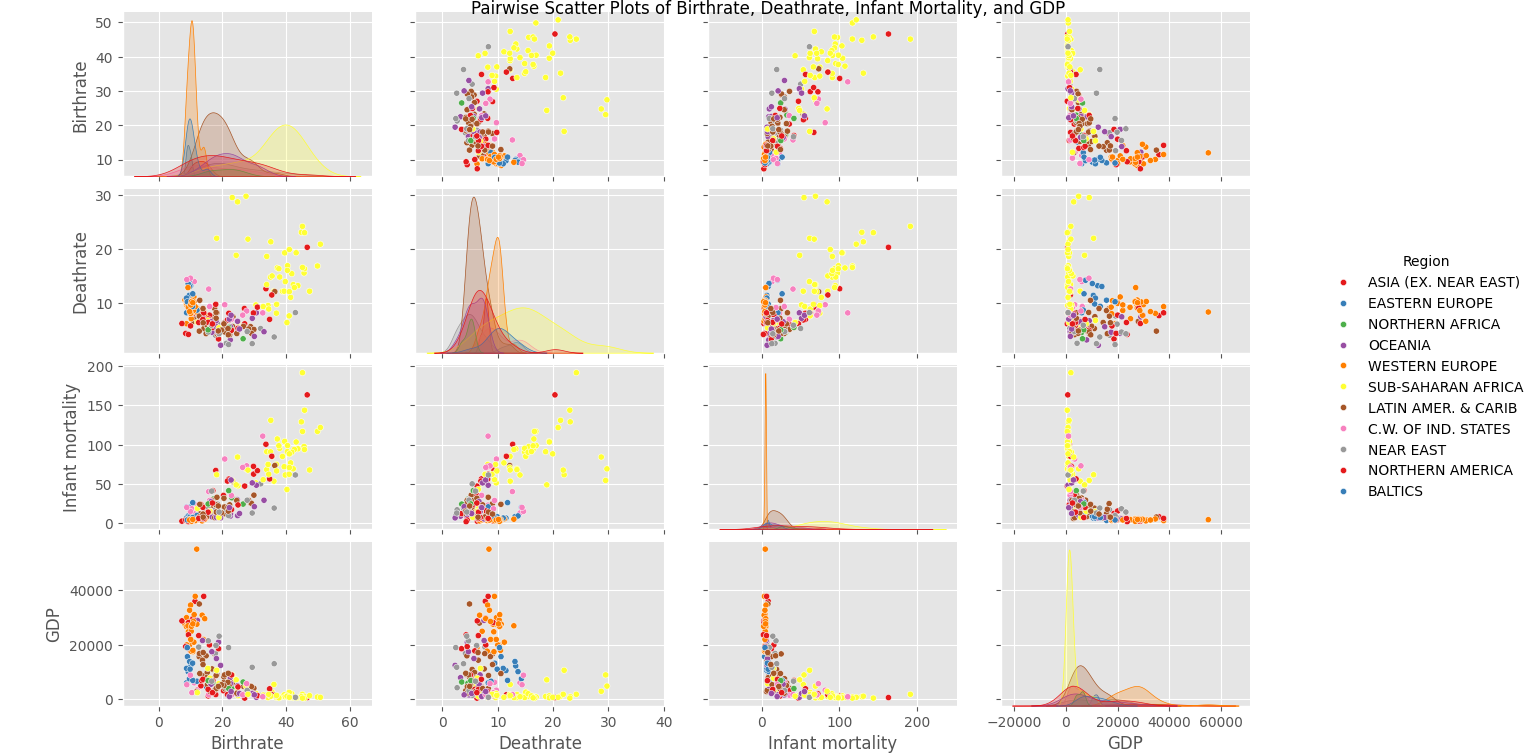 Pairwise Scatter Plots of Birthrate, Deathrate, Infant Mortality, and GDP
50
40
30
20
10
Birthrate
30
20
10
Deathrate
200
150
100
50
0
Infant mortality
40000
20000
0
GDP
0 20 40 60
Birthrate
0 10 20 30 40
Deathrate
0 100 200
Infant mortality
−20000 0 20000 40000 60000
GDP
Region
ASIA (EX. NEAR EAST)
EASTERN EUROPE
NORTHERN AFRICA
OCEANIA
WESTERN EUROPE
SUB-SAHARAN AFRICA
LATIN AMER. & CARIB
C.W. OF IND. STATES
NEAR EAST
NORTHERN AMERICA
BALTICS